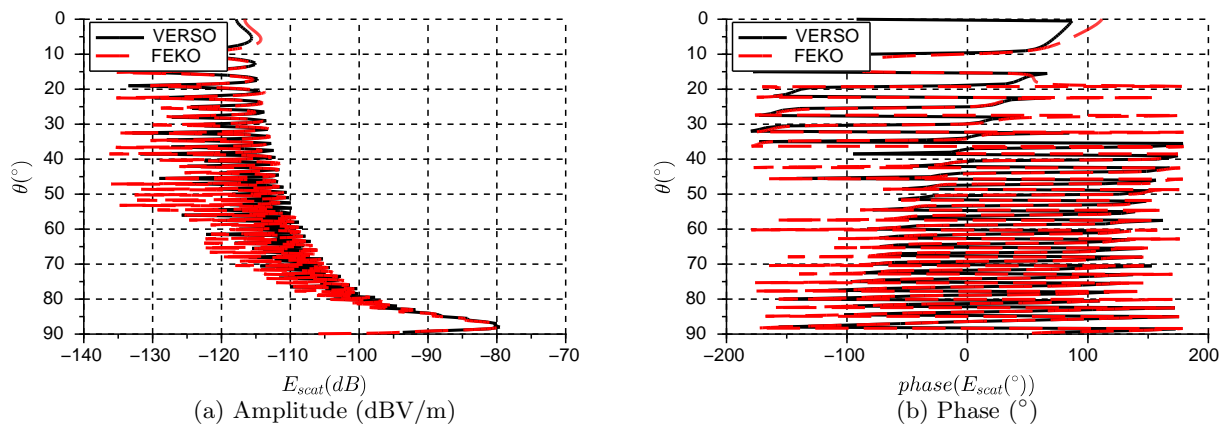 0
10
20
30
40
50
60
70
80
90
θ(°)
VERSO
FEKO
−140 −130 −120 −110 −100 −90 −80 −70
E_scat(dB)
(a) Amplitude (dBV/m)
0
10
20
30
40
50
60
70
80
90
θ(°)
VERSO
FEKO
−200 −100 0 100 200
phase(E_scat(°))
(b) Phase (°)